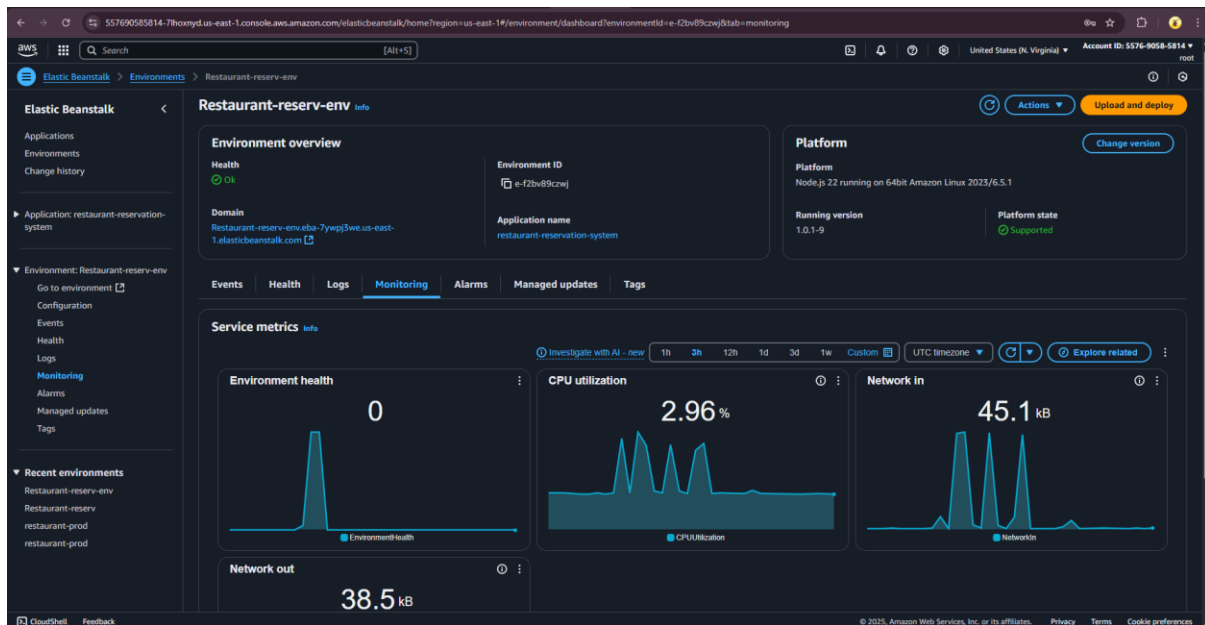 557690585814-7lhoxnyd.us-east-1.console.aws.amazon.com/elasticbeanstalk/home?region=us-east-1#/environment/dashboard?environmentId=e-f2bv89czwj&tab=monitoring
aws
Search
[Alt+S]
United States (N. Virginia)
Account ID: 5576-9058-5814
root
Elastic Beanstalk > Environments > Restaurant-reserv-env
Elastic Beanstalk
Applications
Environments
Change history
Application: restaurant-reservation-
system
Environment: Restaurant-reserv-env
Go to environment
Configuration
Events
Health
Logs
Monitoring
Alarms
Managed updates
Tags
Recent environments
Restaurant-reserv-env
Restaurant-reserv
restaurant-prod
restaurant-prod
Restaurant-reserv-env Info
Actions
Upload and deploy
Environment overview
Health
Ok
Environment ID
e-f2bv89czwj
Domain
Restaurant-reserv-env.eba-7ywpj3we.us-east-
1.elasticbeanstalk.com
Application name
restaurant-reservation-system
Platform
Change version
Platform
Node.js 22 running on 64bit Amazon Linux 2023/6.5.1
Running version
1.0.1-9
Platform state
Supported
Events Health Logs Monitoring Alarms Managed updates Tags
Service metrics Info
Investigate with AI - new
1h 3h 12h 1d 3d 1w Custom
UTC timezone
Explore related
Environment health
0
EnvironmentHealth
CPU utilization
2.96 %
CPUUtilization
Network in
45.1 kB
NetworkIn
Network out
38.5 kB
CloudShell Feedback
© 2025, Amazon Web Services, Inc. or its affiliates. Privacy Terms Cookie preferences